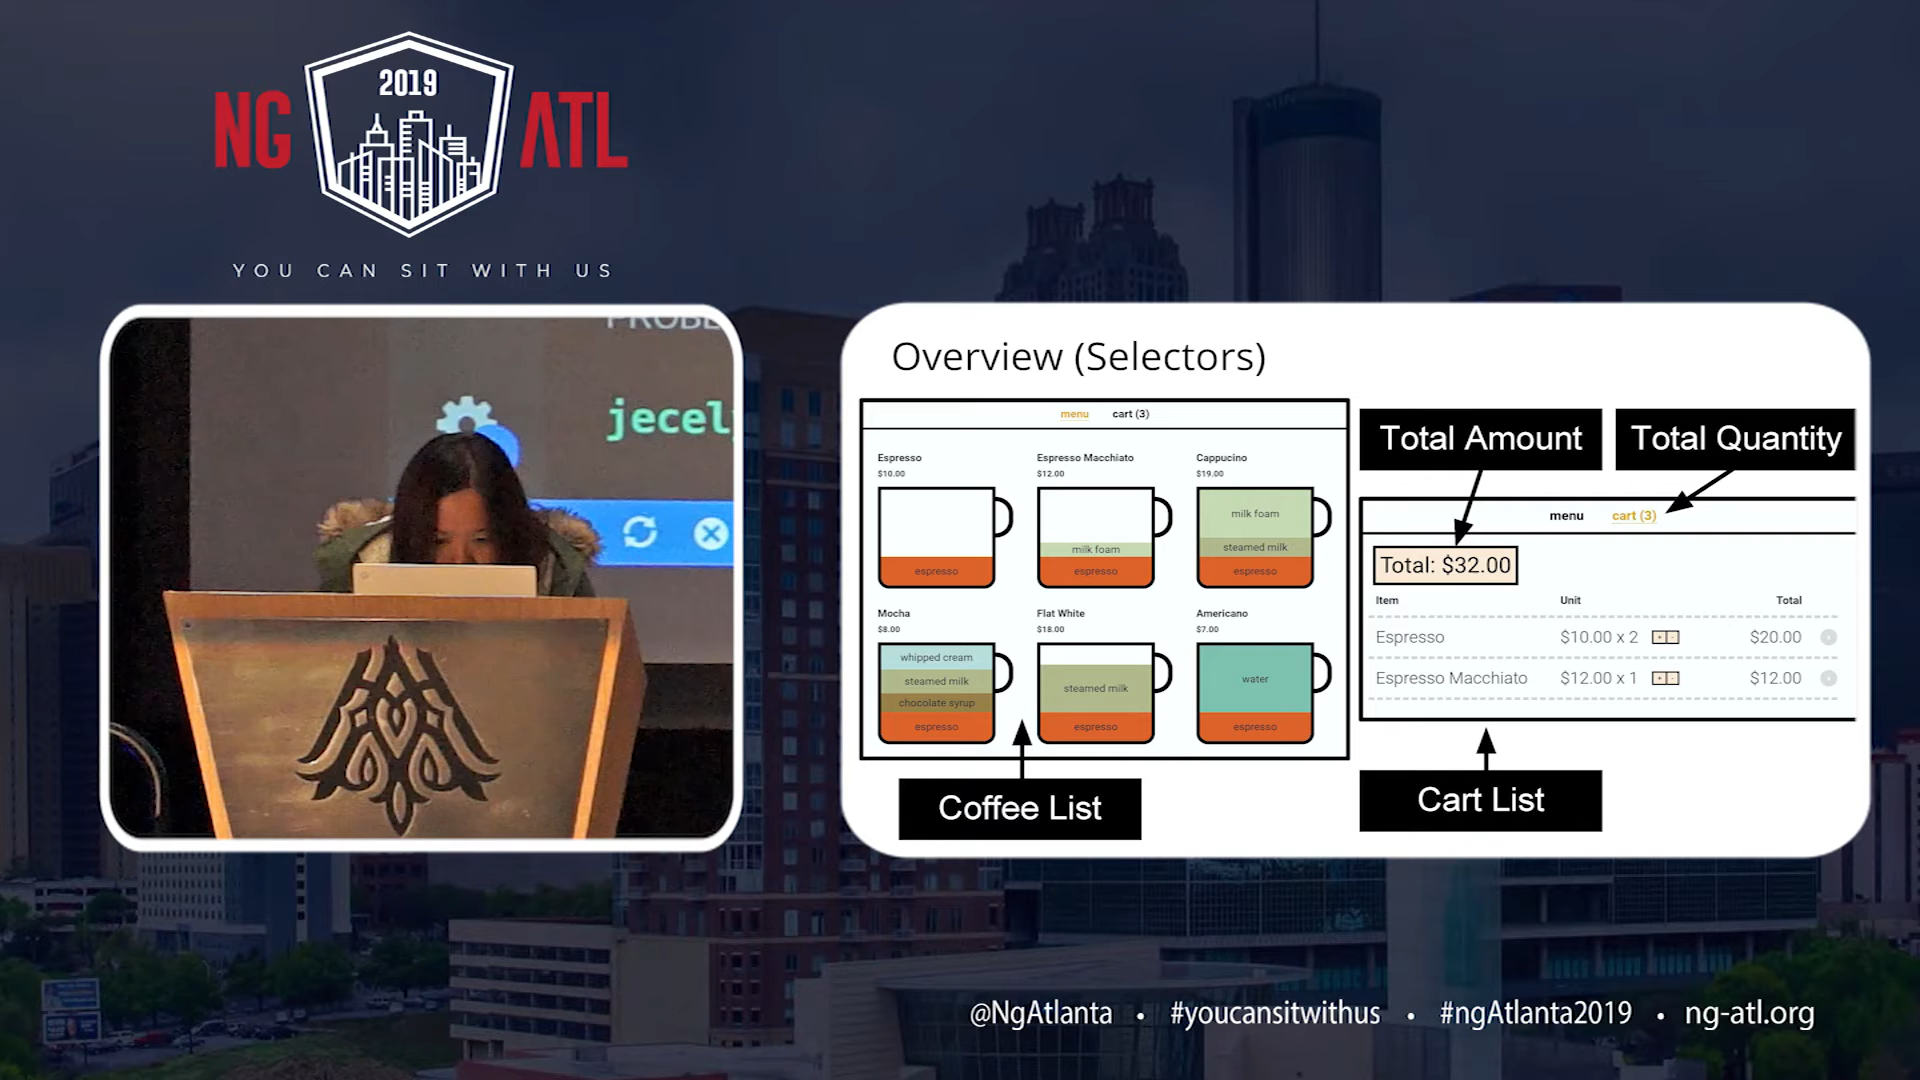 2019
NG ATL
YOU CAN SIT WITH US
jecely
Overview (Selectors)
menu cart (3)
Espresso
$10.00
espresso
Espresso Macchiato
$12.00
milk foam
espresso
Cappucino
$19.00
milk foam
steamed milk
espresso
Mocha
$8.00
whipped cream
steamed milk
chocolate syrup
espresso
Flat White
$18.00
steamed milk
espresso
Americano
$7.00
water
espresso
Coffee List
Total Amount
Total Quantity
menu cart (3)
Total: $32.00
Item Unit Total
Espresso $10.00 x 2 $20.00
Espresso Macchiato $12.00 x 1 $12.00
Cart List
@NgAtlanta • #youcansitwithus • #ngAtlanta2019 • ng-atl.org